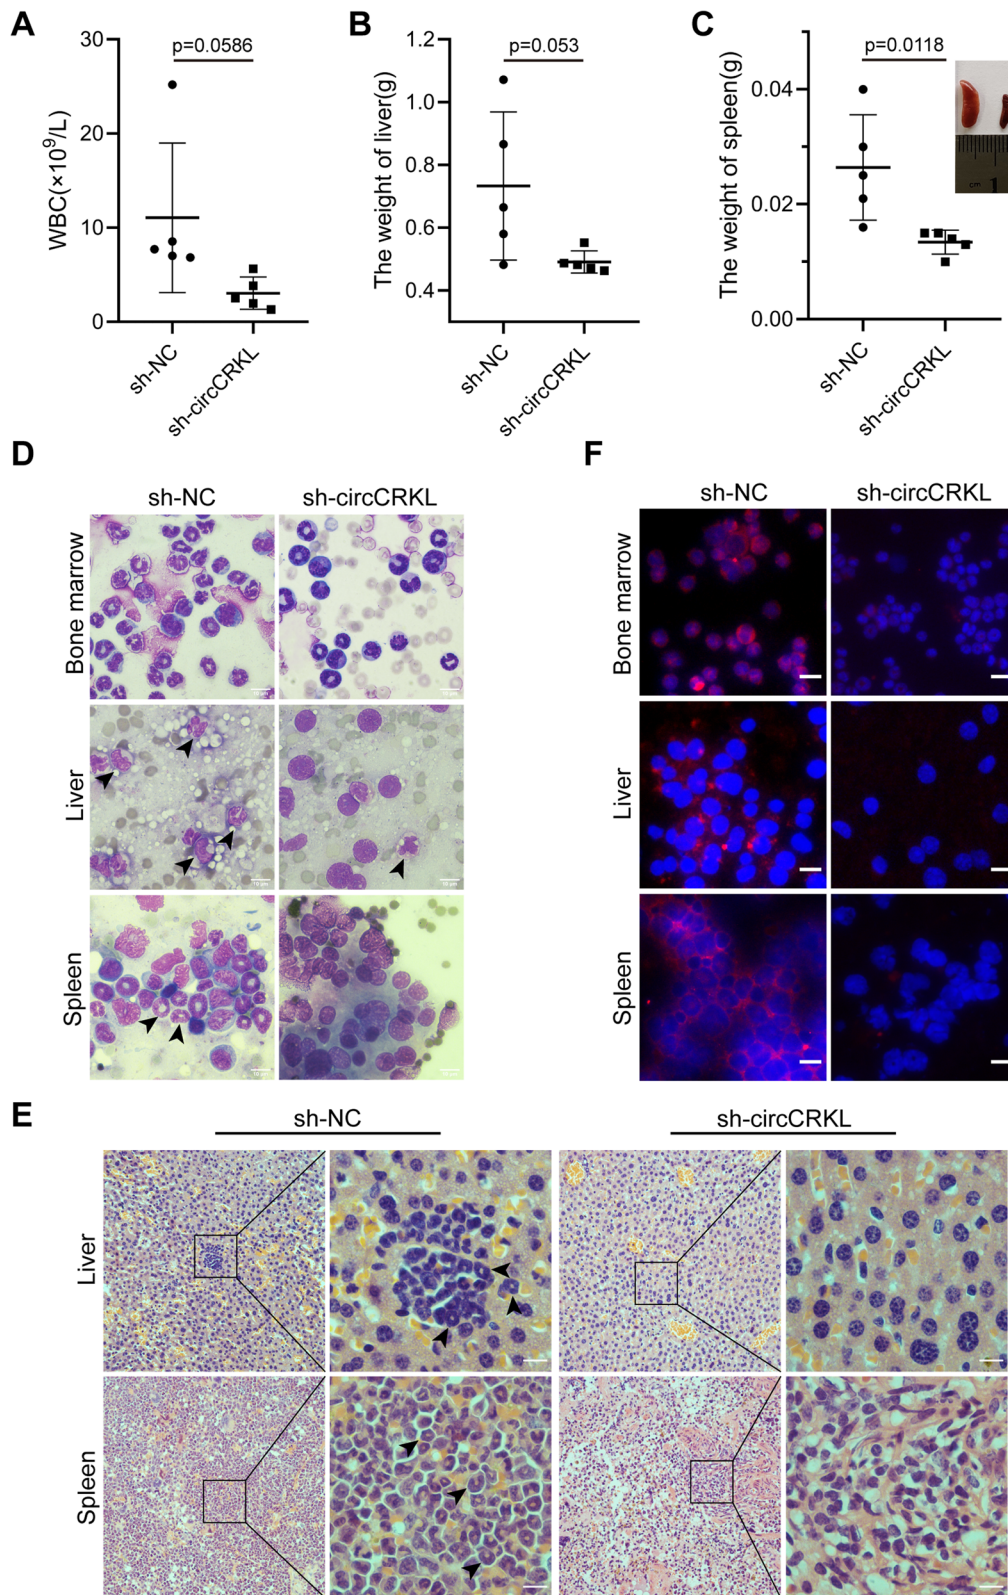 A
30
20
10
0
WBC(×10⁹/L)
p=0.0586
sh-NC
sh-circCRKL
B
1.2
1.0
0.8
0.6
0.4
The weight of liver(g)
p=0.053
sh-NC
sh-circCRKL
C
0.04
0.02
0.00
The weight of spleen(g)
p=0.0118
cm 1
sh-NC
sh-circCRKL
D
sh-NC sh-circCRKL
Bone marrow
Liver
Spleen
F
sh-NC sh-circCRKL
Bone marrow
Liver
Spleen
E
sh-NC sh-circCRKL
Liver
Spleen